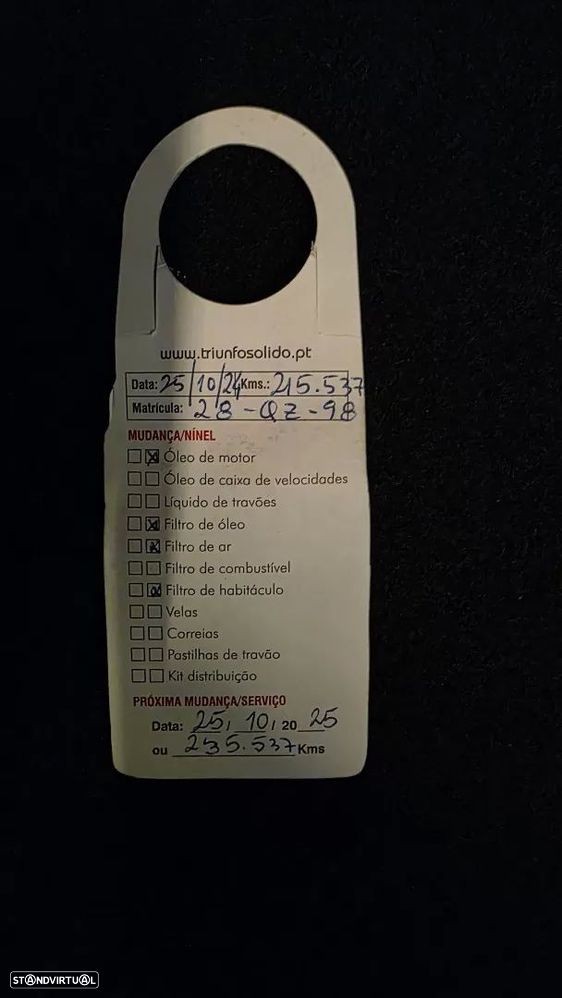 www.triunfosolido.pt
Data: 25/10/24 Kms.: 215.537
Matrícula: 28-QZ-98
MUDANÇA/NÍNEL
Óleo de motor
Óleo de caixa de velocidades
Líquido de travões
Filtro de óleo
Filtro de ar
Filtro de combustível
Filtro de habitáculo
Velas
Correias
Pastilhas de travão
Kit distribuição
PRÓXIMA MUDANÇA/SERVIÇO
Data: 25/ 10/ 20 25
ou 235.537 Kms
STANDVIRTUAL